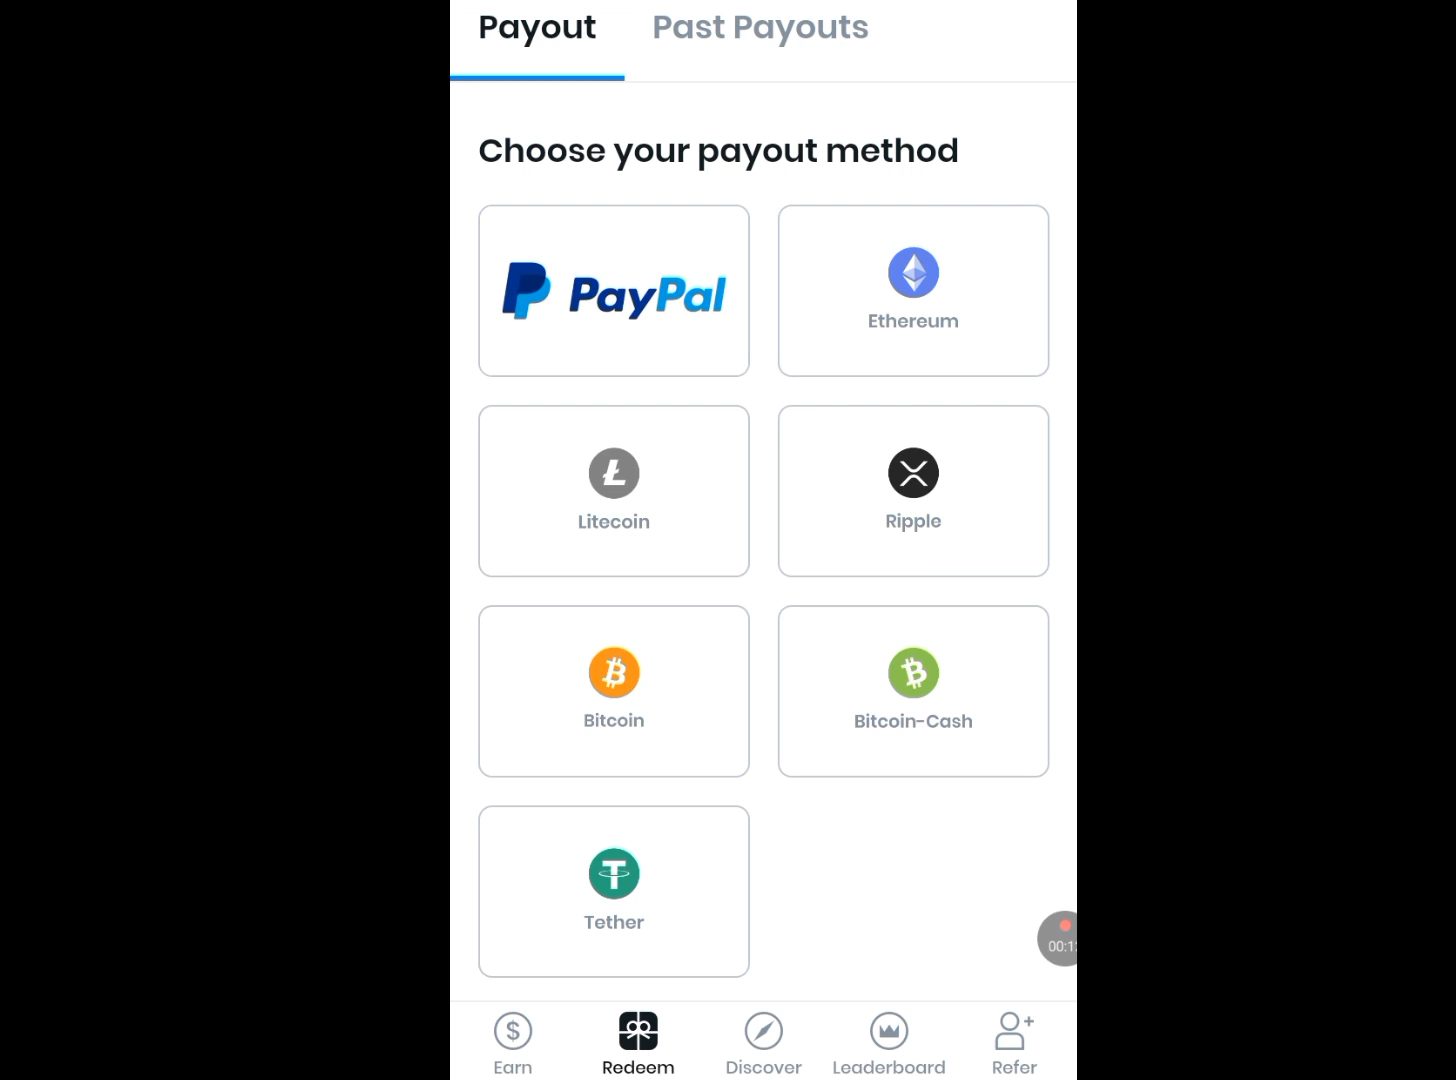 Payout Past Payouts
Choose your payout method
PayPal
Ethereum
Litecoin
Ripple
Bitcoin
Bitcoin-Cash
Tether
Earn
Redeem
Discover
Leaderboard
Refer